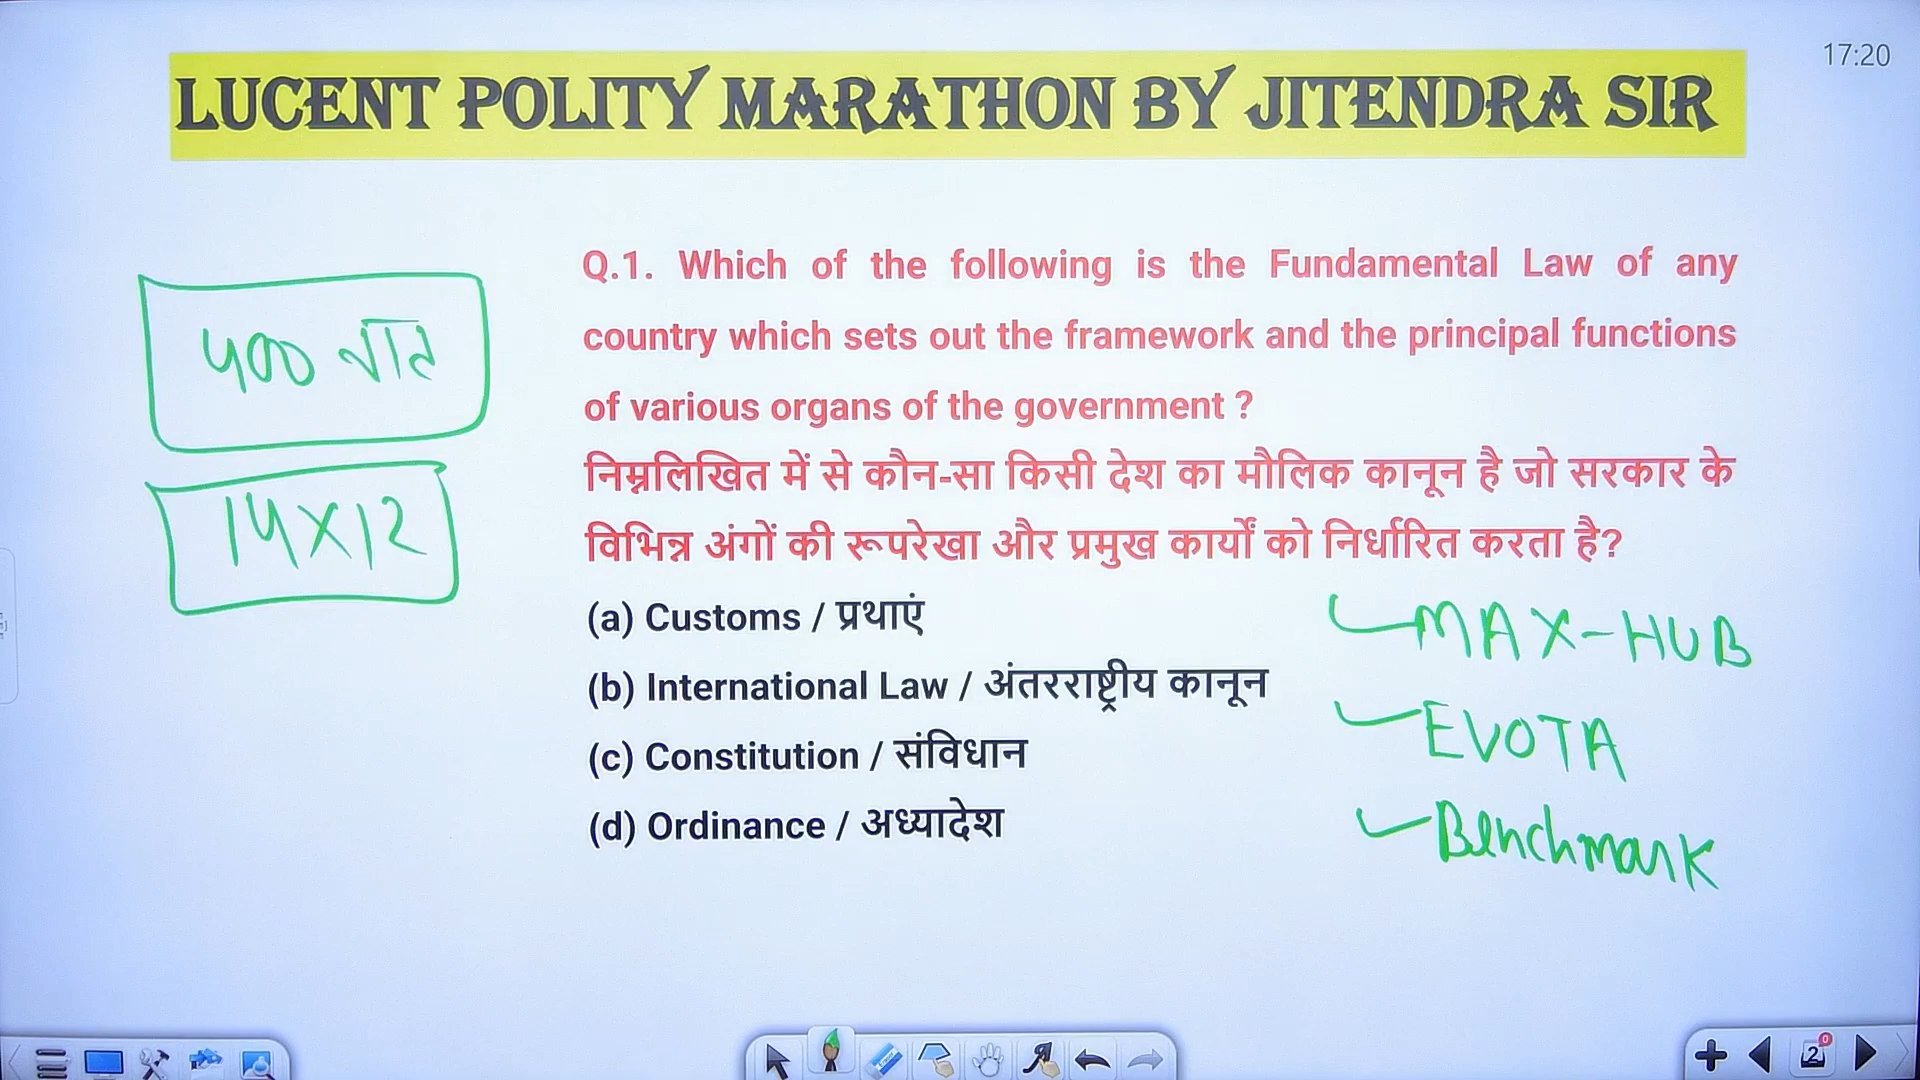 17:20
LUCENT POLITY MARATHON BY JITENDRA SIR
Q.1. Which of the following is the Fundamental Law of any
country which sets out the framework and the principal functions
of various organs of the government ?
निम्नलिखित में से कौन-सा किसी देश का मौलिक कानून है जो सरकार के
विभिन्न अंगों की रूपरेखा और प्रमुख कार्यों को निर्धारित करता है?
(a) Customs / प्रथाएं
(b) International Law / अंतरराष्ट्रीय कानून
(c) Constitution / संविधान
(d) Ordinance / अध्यादेश
14X12
MAX-HUB
EVOTA
Benchmark
2
0